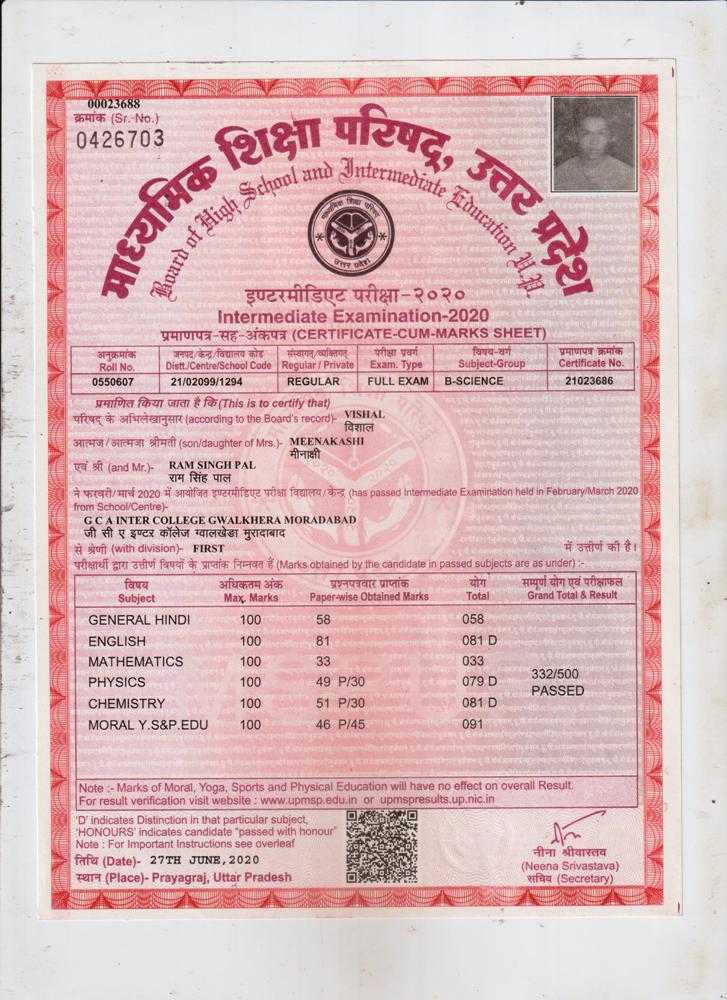 00023688
क्रमांक (Sr. No.)
0426703
माध्यमिक शिक्षा परिषद्, उत्तर प्रदेश
Board of High School and Intermediate Education U.P.
माध्यमिक शिक्षा परिषद्
उत्तर प्रदेश
इण्टरमीडिएट परीक्षा-२०२०
Intermediate Examination-2020
प्रमाणपत्र-सह-अंकपत्र (CERTIFICATE-CUM-MARKS SHEET)
अनुक्रमांक जनपद/केन्द्र/विद्यालय कोड संस्थागत/व्यक्तिगत परीक्षा प्रवर्ग विषय-वर्ग प्रमाणपत्र क्रमांक
Roll No. Distt./Centre/School Code Regular / Private Exam. Type Subject-Group Certificate No.
0550607 21/02099/1294 REGULAR FULL EXAM B-SCIENCE 21023686
प्रमाणित किया जाता है कि (This is to certify that)
परिषद् के अभिलेखानुसार (according to the Board's record)- VISHAL
विशाल
आत्मज/आत्मजा श्रीमती (son/daughter of Mrs.)- MEENAKASHI
मीनाक्षी
एवं श्री (and Mr.)- RAM SINGH PAL
राम सिंह पाल
ने फरवरी/मार्च 2020 में आयोजित इण्टरमीडिएट परीक्षा विद्यालय/केन्द्र (has passed Intermediate Examination held in February/March 2020
from School/Centre)-
G C A INTER COLLEGE GWALKHERA MORADABAD
जी सी ए इण्टर कॉलेज ग्वालखेङा मुरादाबाद
से श्रेणी (with division)- FIRST में उत्तीर्ण की है।
परीक्षार्थी द्वारा उत्तीर्ण विषयों के प्राप्तांक निम्नवत हैं (Marks obtained by the candidate in passed subjects are as under) :-
विषय अधिकतम अंक प्रश्नपत्रवार प्राप्तांक योग सम्पूर्ण योग एवं परीक्षाफल
Subject Max. Marks Paper-wise Obtained Marks Total Grand Total & Result
GENERAL HINDI 100 58 058
ENGLISH 100 81 081 D
MATHEMATICS 100 33 033
PHYSICS 100 49 P/30 079 D 332/500
PASSED
CHEMISTRY 100 51 P/30 081 D
MORAL Y.S&P.EDU 100 46 P/45 091
Note :- Marks of Moral, Yoga, Sports and Physical Education will have no effect on overall Result.
For result verification visit website : www.upmsp.edu.in or upmspresults.up.nic.in
'D' indicates Distinction in that particular subject,
'HONOURS' indicates candidate "passed with honour"
Note : For Important Instructions see overleaf
तिथि (Date)- 27TH JUNE, 2020
स्थान (Place)- Prayagraj, Uttar Pradesh
नीना श्रीवास्तव
(Neena Srivastava)
सचिव (Secretary)